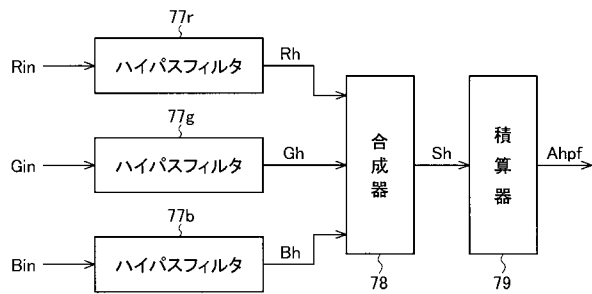 77r
Rin
ハイパスフィルタ
Rh
77g
Gin
ハイパスフィルタ
Gh
合成器
Sh
積算器
Ahpf
77b
Bin
ハイパスフィルタ
Bh
78
79